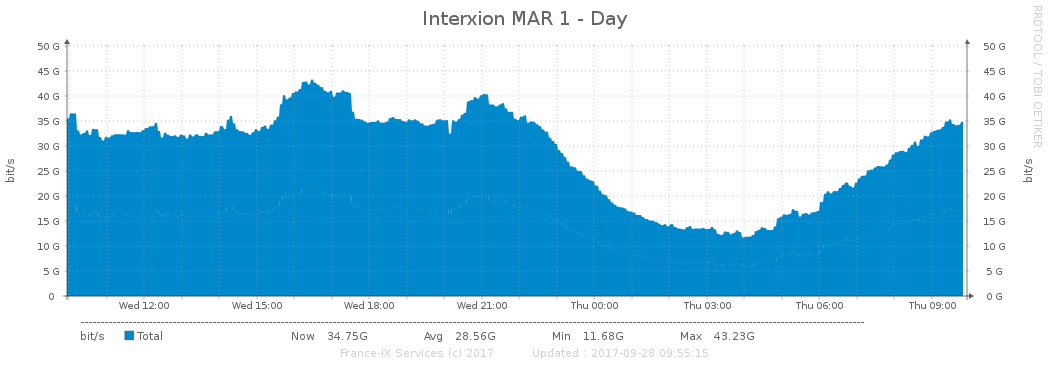 Interxion MAR 1 - Day
RRDTOOL / TOBI OETIKER
bit/s
50 G
45 G
40 G
35 G
30 G
25 G
20 G
15 G
10 G
5 G
0
50 G
45 G
40 G
35 G
30 G
25 G
20 G
15 G
10 G
5 G
0 G
bit/s
Wed 12:00 Wed 15:00 Wed 18:00 Wed 21:00 Thu 00:00 Thu 03:00 Thu 06:00 Thu 09:00
bit/s Total Now 34.75G Avg 28.56G Min 11.68G Max 43.23G
France-IX Services (c) 2017 Updated : 2017-09-28 09:55:15